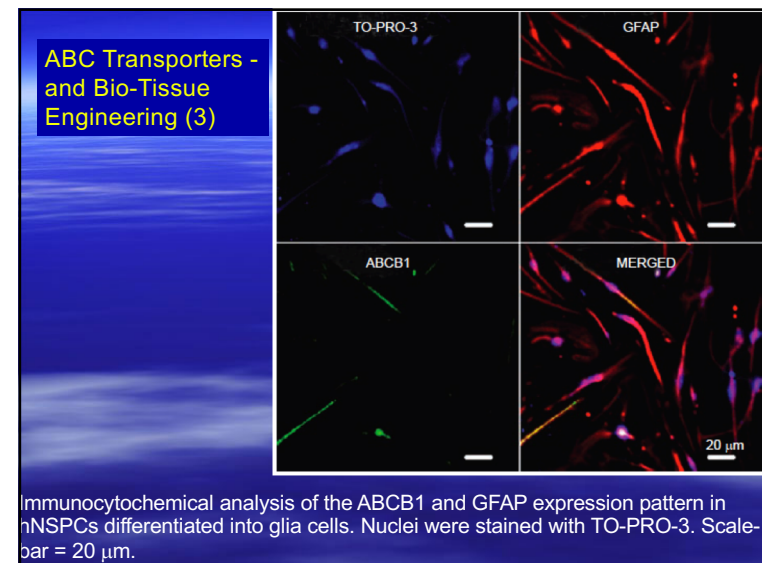 ABC Transporters -
and Bio-Tissue
Engineering (3)
TO-PRO-3
GFAP
ABCB1
MERGED
20 μm
Immunocytochemical analysis of the ABCB1 and GFAP expression pattern in
hNSPCs differentiated into glia cells. Nuclei were stained with TO-PRO-3. Scale-
bar = 20 μm.